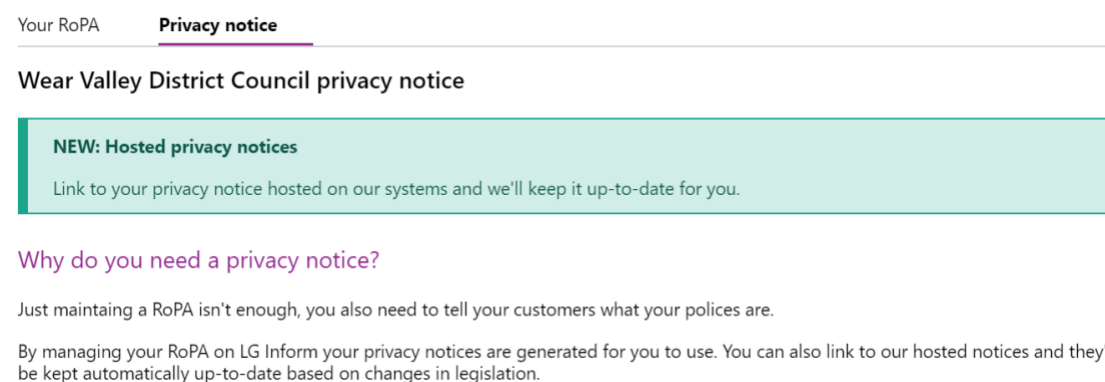 Your RoPA Privacy notice
Wear Valley District Council privacy notice
NEW: Hosted privacy notices
Link to your privacy notice hosted on our systems and we'll keep it up-to-date for you.
Why do you need a privacy notice?
Just maintaing a RoPA isn't enough, you also need to tell your customers what your polices are.
By managing your RoPA on LG Inform your privacy notices are generated for you to use. You can also link to our hosted notices and they'
be kept automatically up-to-date based on changes in legislation.